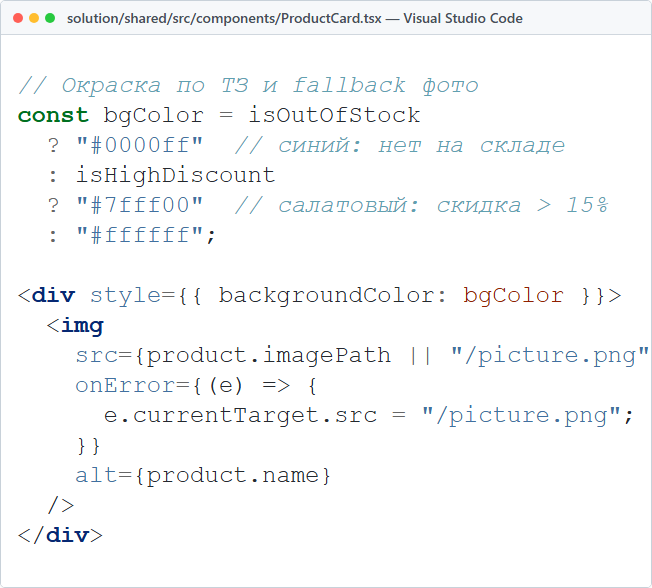 solution/shared/src/components/ProductCard.tsx — Visual Studio Code
// Окраска по ТЗ и fallback фото
const bgColor = isOutOfStock
? "#0000ff" // синий: нет на складе
: isHighDiscount
? "#7fff00" // салатовый: скидка > 15%
: "#ffffff";
<div style={{ backgroundColor: bgColor }}>
<img
src={product.imagePath || "/picture.png"
onError={(e) => {
e.currentTarget.src = "/picture.png";
}}
alt={product.name}
/>
</div>